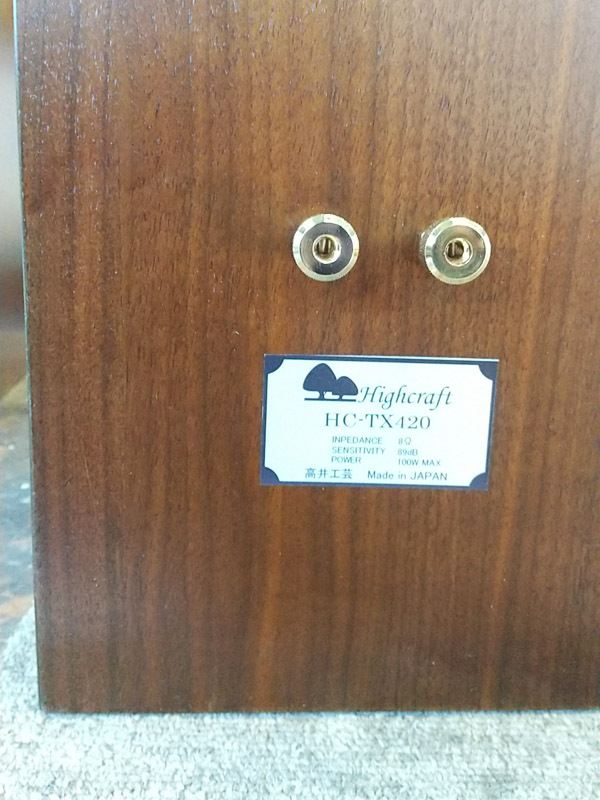 Highcraft
HC-TX420
INPEDANCE 8Ω
SENSITIVITY 89dB
POWER 100W MAX
高井工芸 Made in JAPAN